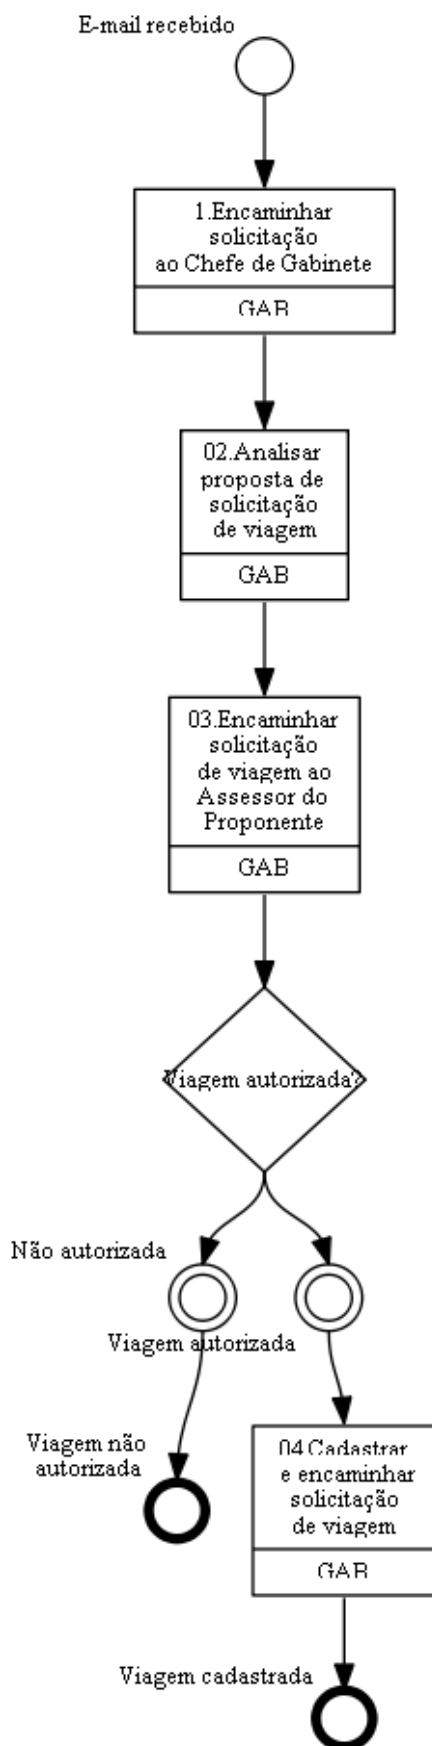 E-mail recebido
1.Encaminhar
solicitação
ao Chefe de Gabinete
GAB
02.Analisar
proposta de
solicitação
de viagem
GAB
03.Encaminhar
solicitação
de viagem ao
Assessor do
Proponente
GAB
Viagem autorizada?
Não autorizada
Viagem autorizada
Viagem não
autorizada
04.Cadastrar
e encaminhar
solicitação
de viagem
GAB
Viagem cadastrada